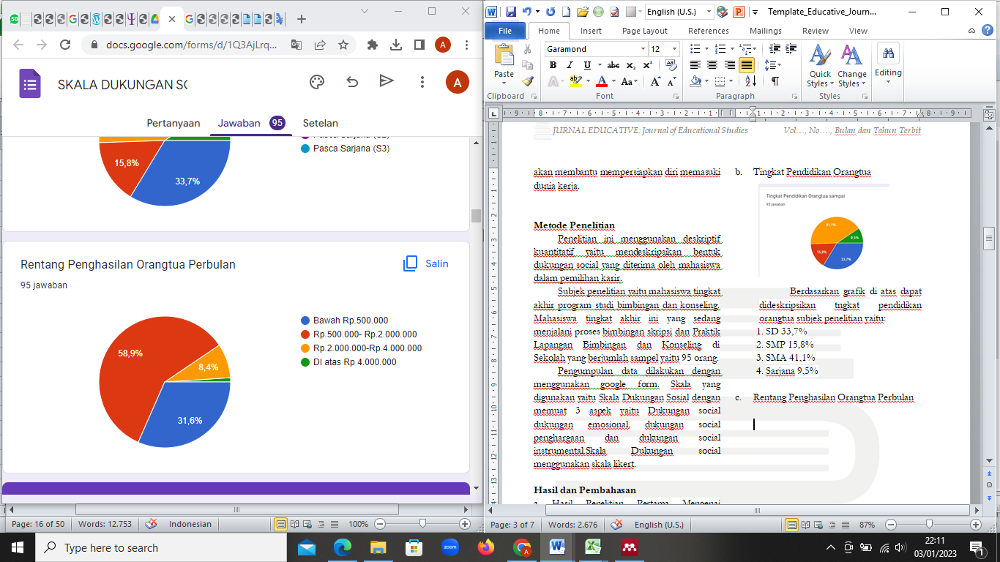 50
docs.google.com/forms/d/1Q3AjLrq...
A
SKALA DUKUNGAN SO
A
Pertanyaan
Jawaban 95
Setelan
Pasca Sarjana (S3)
15,8%
33,7%
Rentang Penghasilan Orangtua Perbulan
Salin
95 jawaban
Bawah Rp.500.000
Rp.500.000- Rp.2.000.000
Rp.2.000.000-Rp.4.000.000
DI atas Rp 4.000.000
58,9%
8,4%
31,6%
Page: 16 of 50
Words: 12.753
Indonesian
100%
English (U.S.)
Template_Educative_Journ...
File
Home
Insert
Page Layout
References
Mailings
Review
View
Paste
Clipboard
Garamond
12
Font
Paragraph
Quick Styles
Change Styles
Styles
Editing
JURNAL EDUCATIVE: Journal of Educational Studies
Vol…, No…., Bulan dan Tahun Terbit
akan membantu mempersiapkan diri memasuki
dunia kerja.
Metode Penelitian
Penelitian ini menggunakan deskriptif
kuantitatif yaitu mendeskripsikan bentuk
dukungan social yang diterima oleh mahasiswa
dalam pemilihan karir.
Subjek penelitian yaitu mahasiswa tingkat
akhir program studi bimbingan dan konseling.
Mahasiswa tingkat akhir ini yang sedang
menjalani proses bimbingan skripsi dan Praktik
Lapangan Bimbingan dan Konseling di
Sekolah yang berjumlah sampel yaitu 95 orang.
Pengumpulan data dilakukan dengan
menggunakan google form. Skala yang
digunakan yaitu Skala Dukungan Sosial dengan
memuat 3 aspek yaitu Dukungan social
dukungan emosional, dukungan social
penghargaan dan dukungan social
instrumental.Skala Dukungan social
menggunakan skala likert.
Hasil dan Pembahasan
a. Hasil Penelitian Pertama Mengenai
b. Tingkat Pendidikan Orangtua
Tingkat Pendidikan Orangtua sampai
95 jawaban
41,1%
9,5%
15,8%
33,7%
Berdasarkan grafik di atas dapat
dideskripsikan tngkat pendidikan
orangtua subjek penelitian yaitu:
1. SD 33,7%
2. SMP 15,8%
3. SMA 41,1%
4. Sarjana 9,5%
c. Rentang Penghasilan Orangtua Perbulan
Page: 3 of 7
Words: 2.676
English (U.S.)
87%
Type here to search
zoom
22:11
03/01/2023
1